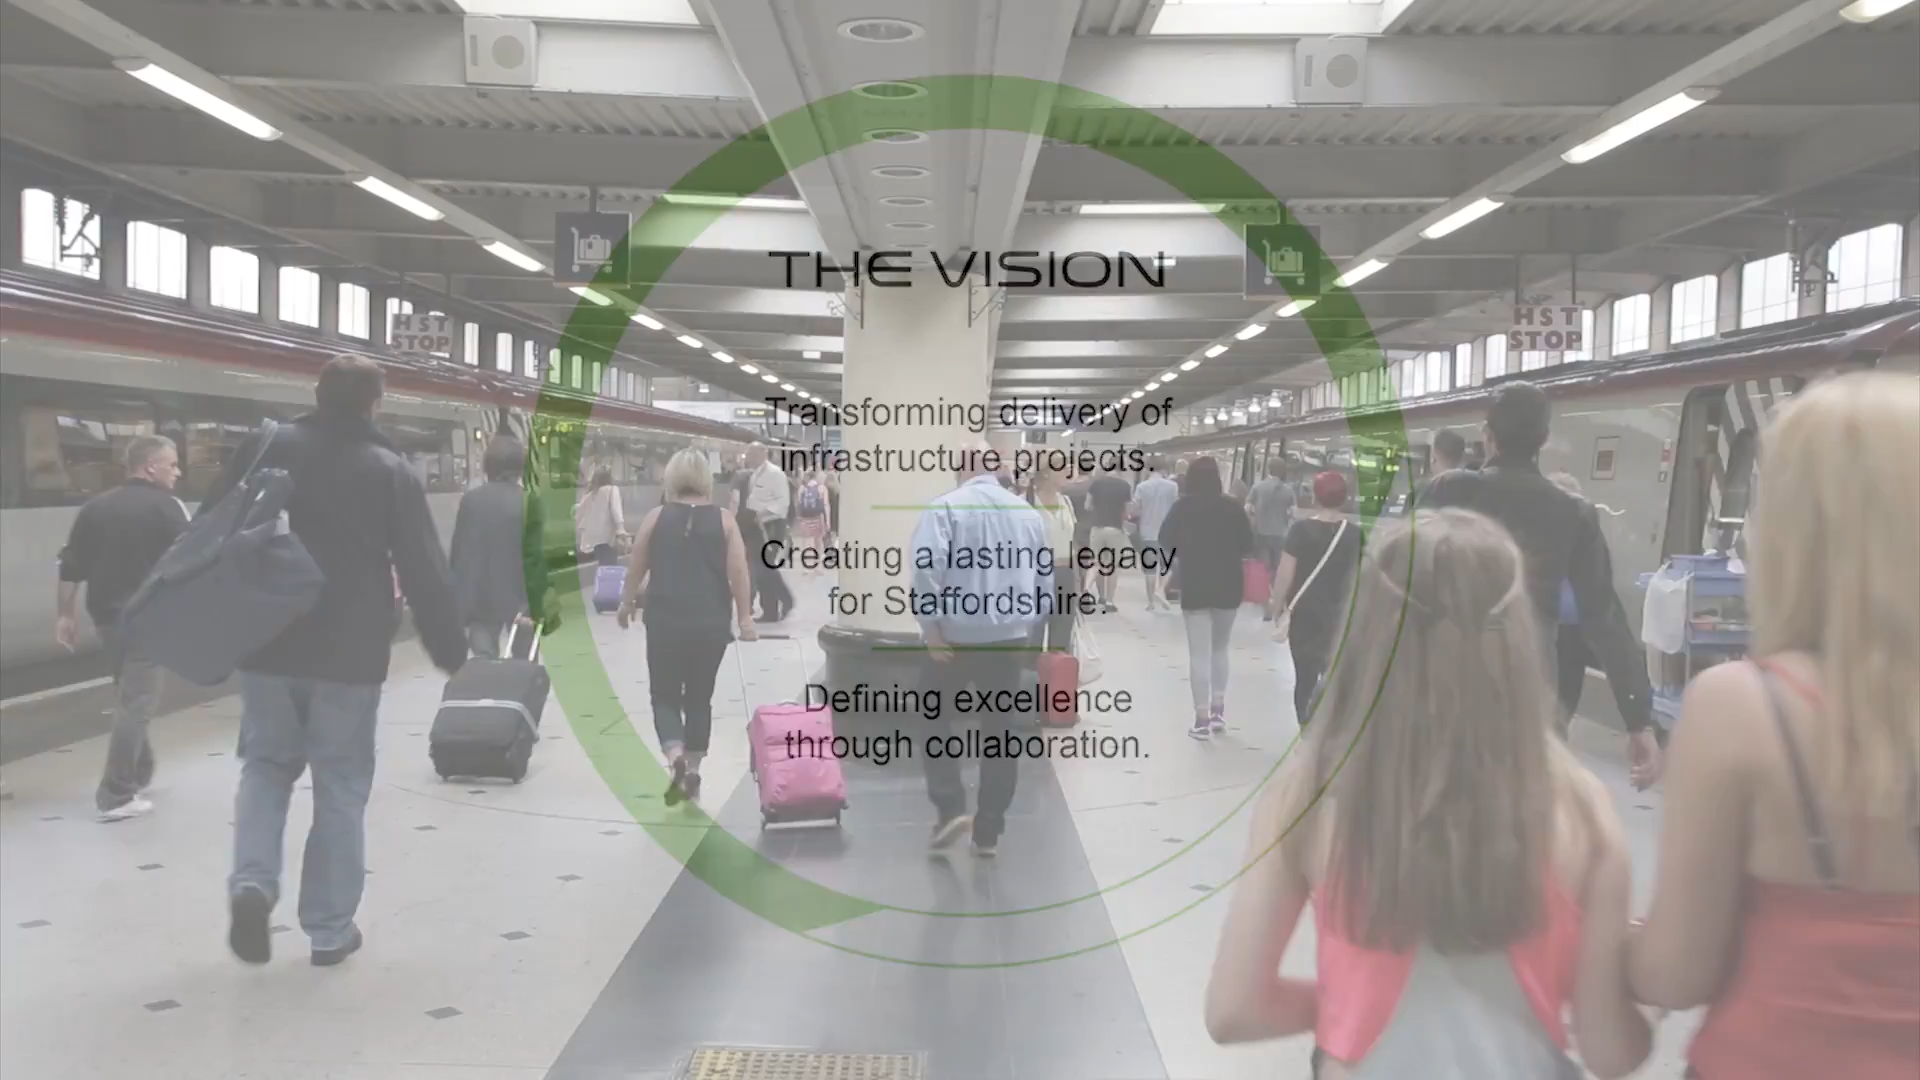 THE VISION
HST
STOP
HST
STOP
Transforming delivery of
infrastructure projects.
Creating a lasting legacy
for Staffordshire.
Defining excellence
through collaboration.